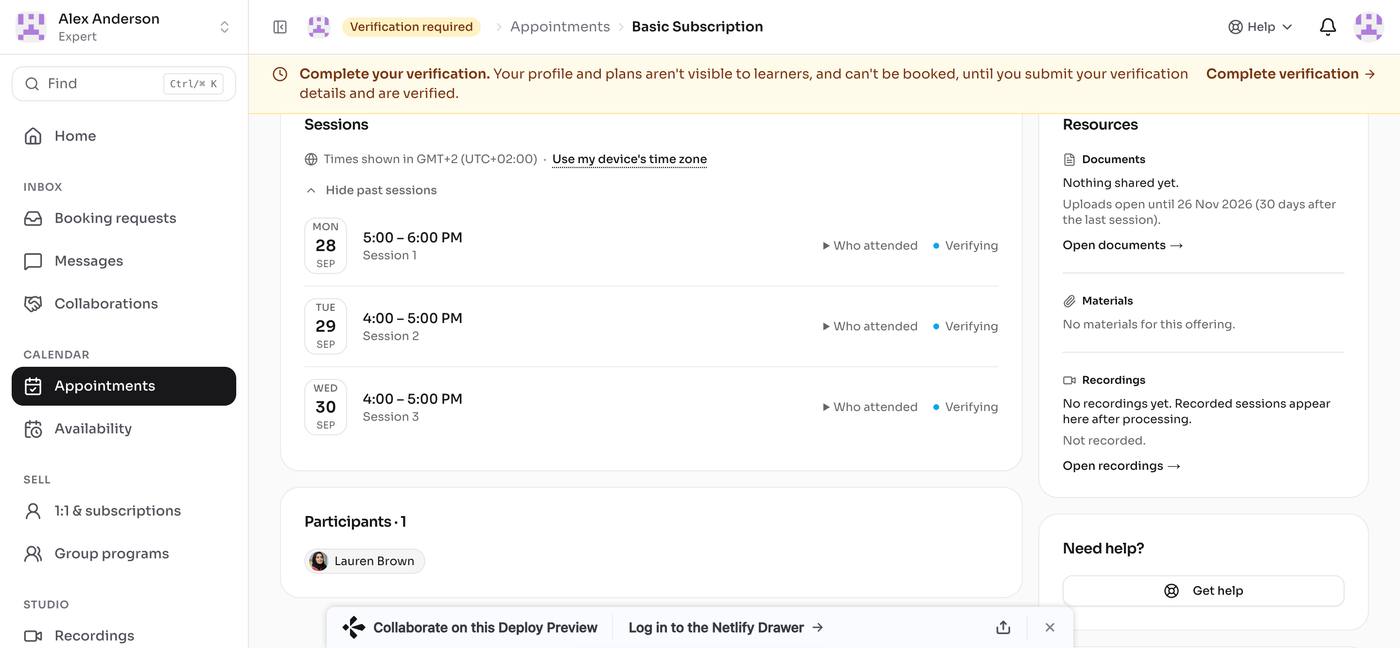 Alex Anderson
Expert
Find
Ctrl/⌘ K
Home
INBOX
Booking requests
Messages
Collaborations
CALENDAR
Appointments
Availability
SELL
1:1 & subscriptions
Group programs
STUDIO
Recordings
Verification required
Appointments
Basic Subscription
Help
Complete your verification. Your profile and plans aren't visible to learners, and can't be booked, until you submit your verification
details and are verified.
Complete verification →
Sessions
Times shown in GMT+2 (UTC+02:00) · Use my device's time zone
Hide past sessions
MON
28
SEP
5:00 – 6:00 PM
Session 1
Who attended
Verifying
TUE
29
SEP
4:00 – 5:00 PM
Session 2
Who attended
Verifying
WED
30
SEP
4:00 – 5:00 PM
Session 3
Who attended
Verifying
Participants · 1
Lauren Brown
Resources
Documents
Nothing shared yet.
Uploads open until 26 Nov 2026 (30 days after
the last session).
Open documents →
Materials
No materials for this offering.
Recordings
No recordings yet. Recorded sessions appear
here after processing.
Not recorded.
Open recordings →
Need help?
Get help
Collaborate on this Deploy Preview
Log in to the Netlify Drawer →